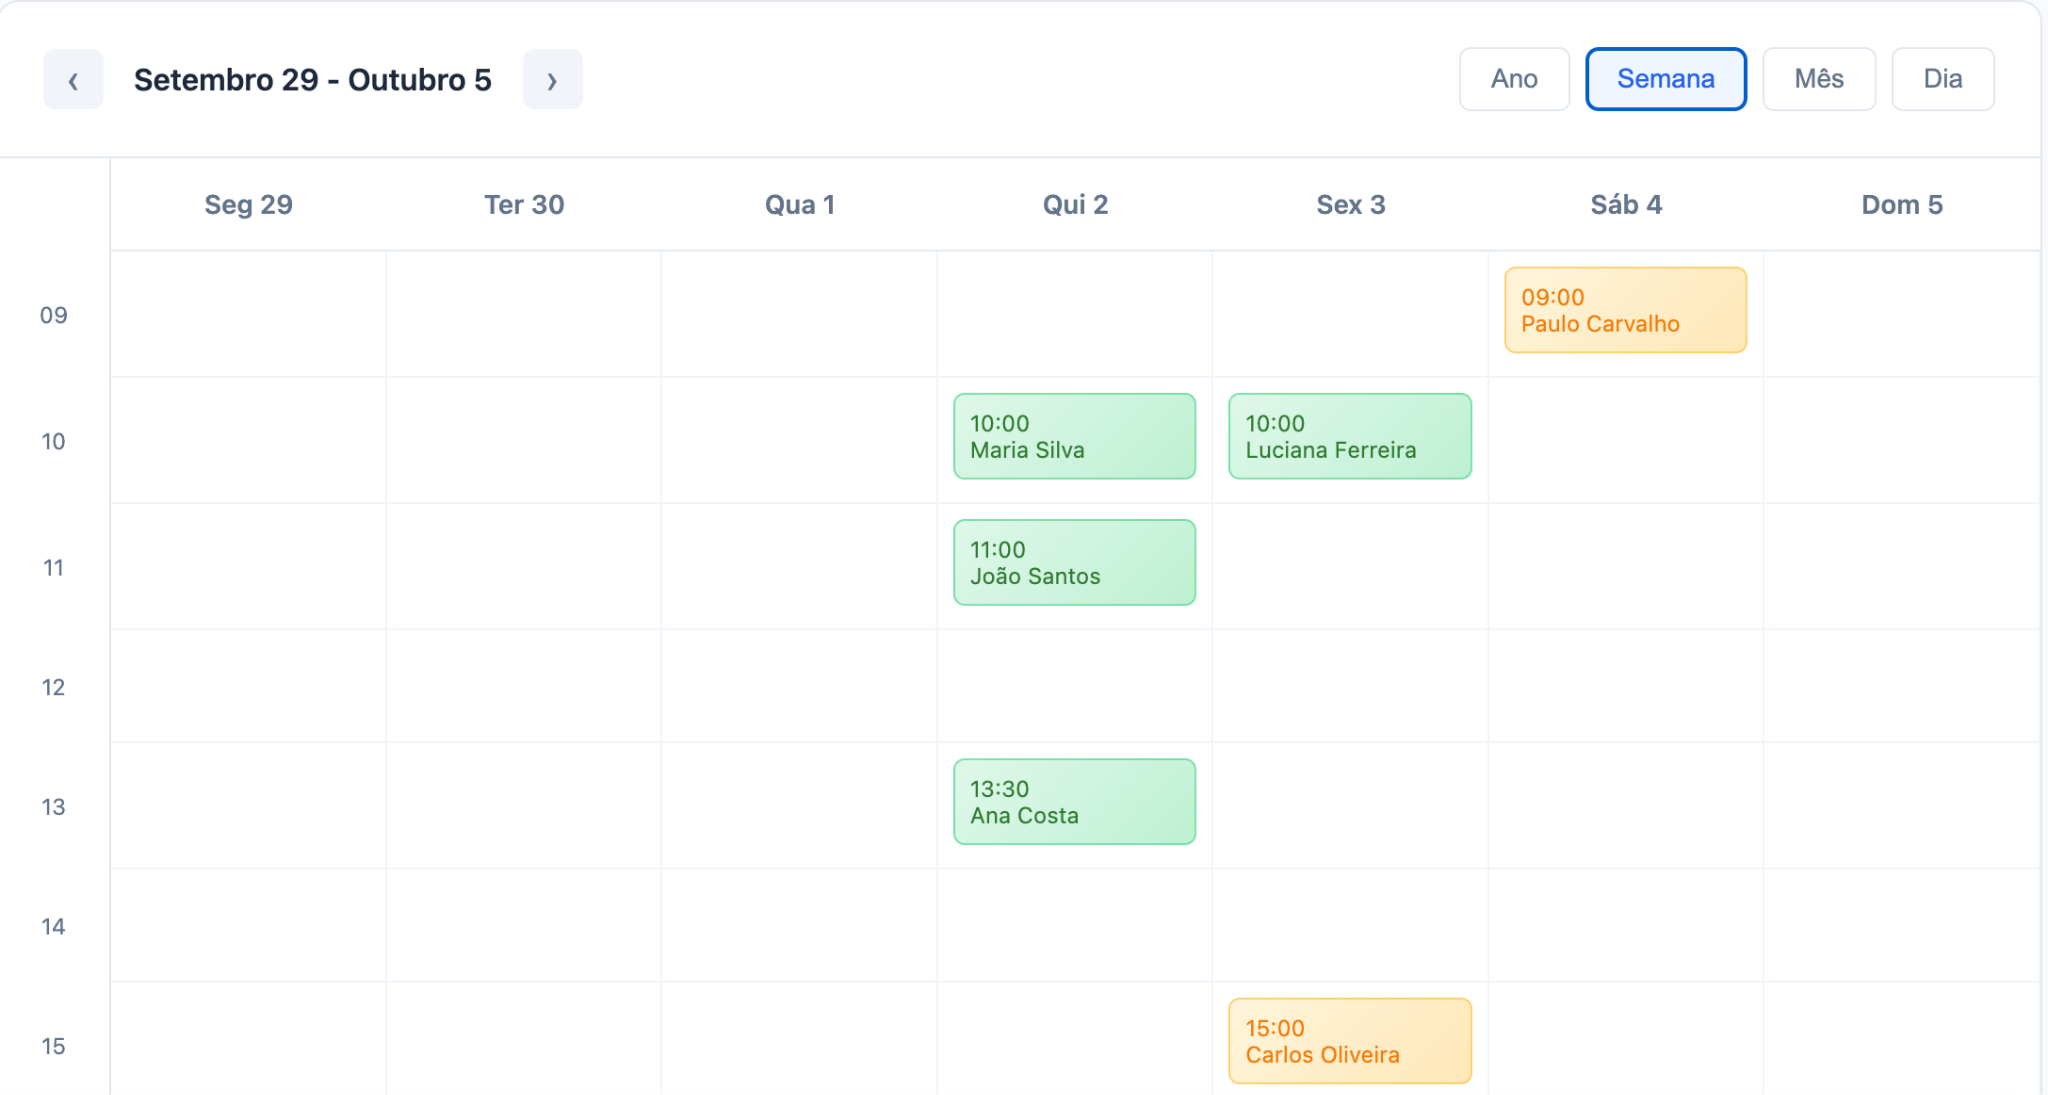 ‹ Setembro 29 - Outubro 5 › Ano Semana Mês Dia
Seg 29 Ter 30 Qua 1 Qui 2 Sex 3 Sáb 4 Dom 5
09
09:00
Paulo Carvalho
10
10:00
Maria Silva
10:00
Luciana Ferreira
11
11:00
João Santos
12
13
13:30
Ana Costa
14
15
15:00
Carlos Oliveira